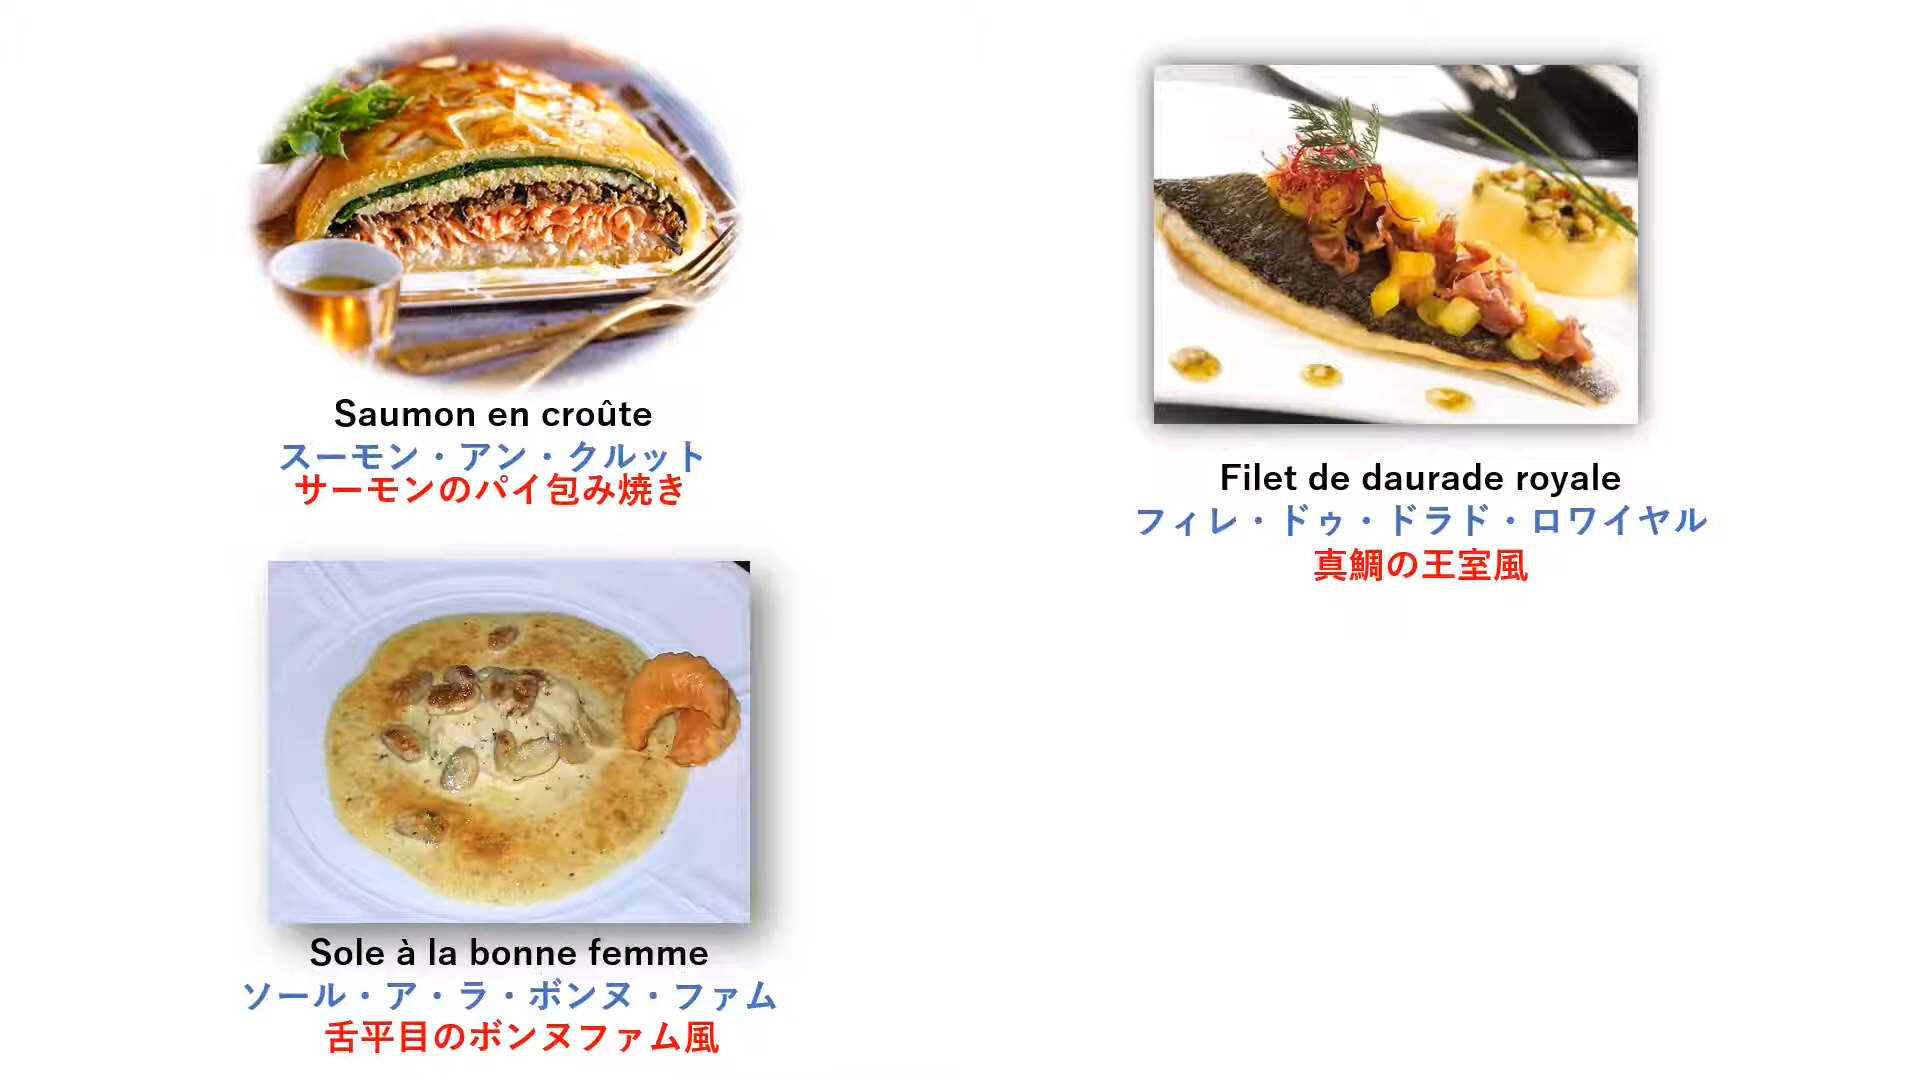 Saumon en croûte
スーモン・アン・クルット
サーモンのパイ包み焼き
Filet de daurade royale
フィレ・ドゥ・ドラド・ロワイヤル
真鯛の王室風
Sole à la bonne femme
ソール・ア・ラ・ボンヌ・ファム
舌平目のボンヌファム風